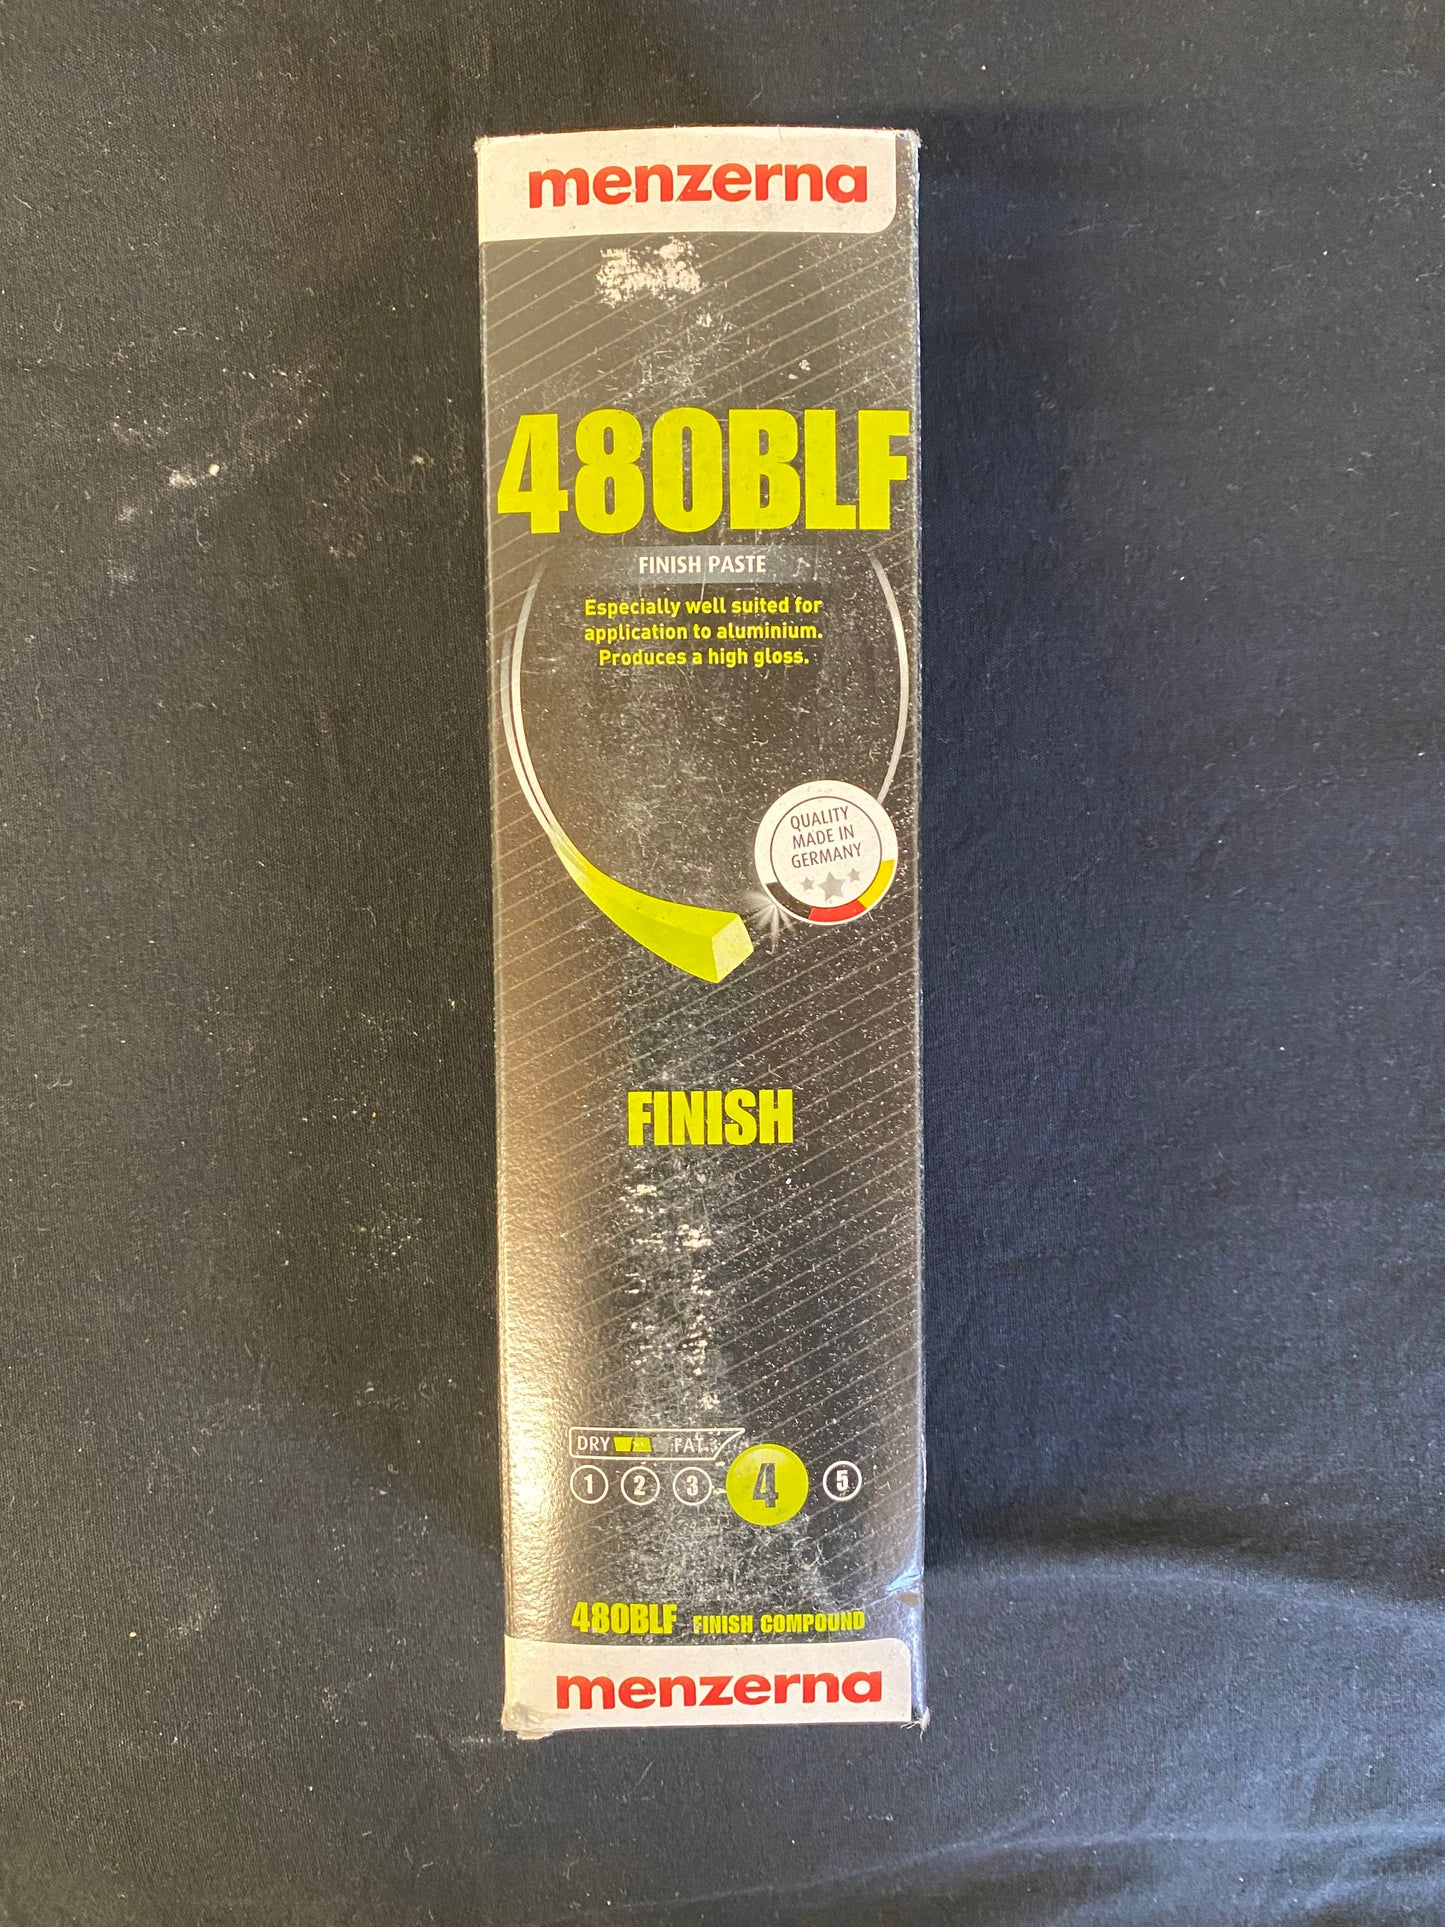 menzerna
480BLF
FINISH PASTE
Especially well suited for
application to aluminium.
Produces a high gloss.
QUALITY
MADE IN
GERMANY
FINISH
DRY FAT
1 2 3 4 5
480BLF FINISH COMPOUND
menzerna